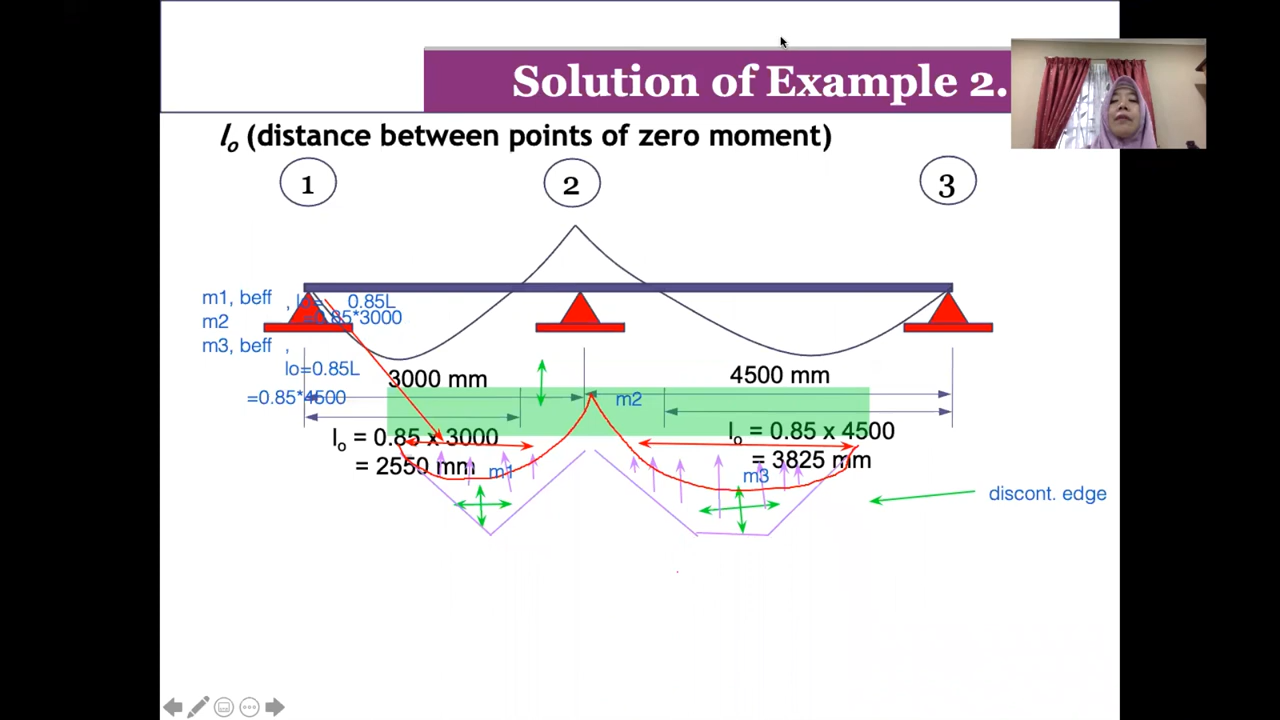 Solution of Example 2.
lo (distance between points of zero moment)
1
2
3
m1, beff , lo= 0.85L
=0.85*3000
m2
m3, beff ,
lo=0.85L
=0.85*4500
3000 mm
4500 mm
m2
lo = 0.85 x 3000
= 2550 mm
lo = 0.85 x 4500
= 3825 mm
m1
m3
discont. edge